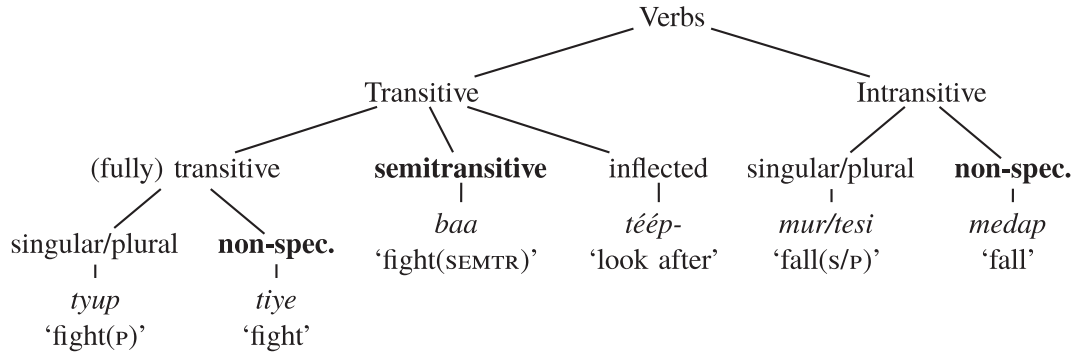 Verbs
Transitive Intransitive
(fully) transitive semitransitive inflected singular/plural non-spec.
singular/plural non-spec. baa téép- mur/tesi medap
‘fight(SEMTR)’ ‘look after’ ‘fall(S/P)’ ‘fall’
tyup tiye
‘fight(P)’ ‘fight’